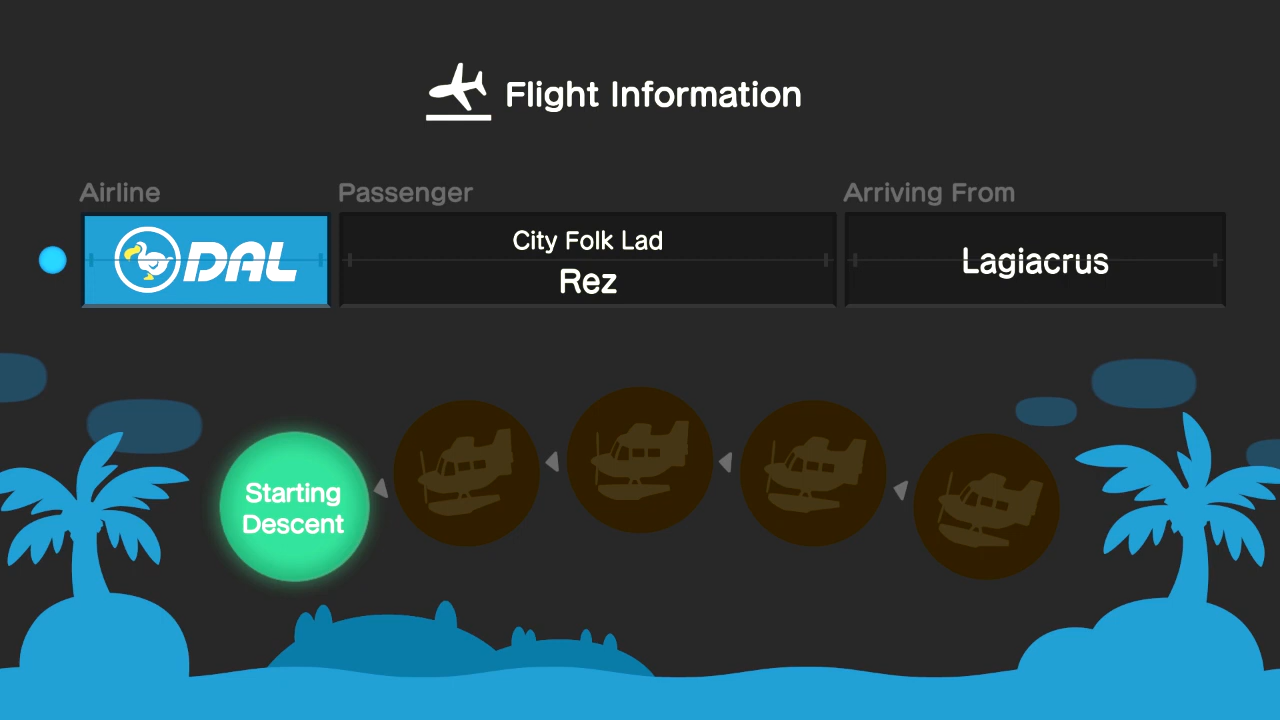 Flight Information
Airline
Passenger
Arriving From
DAL
City Folk Lad
Rez
Lagiacrus
Starting
Descent